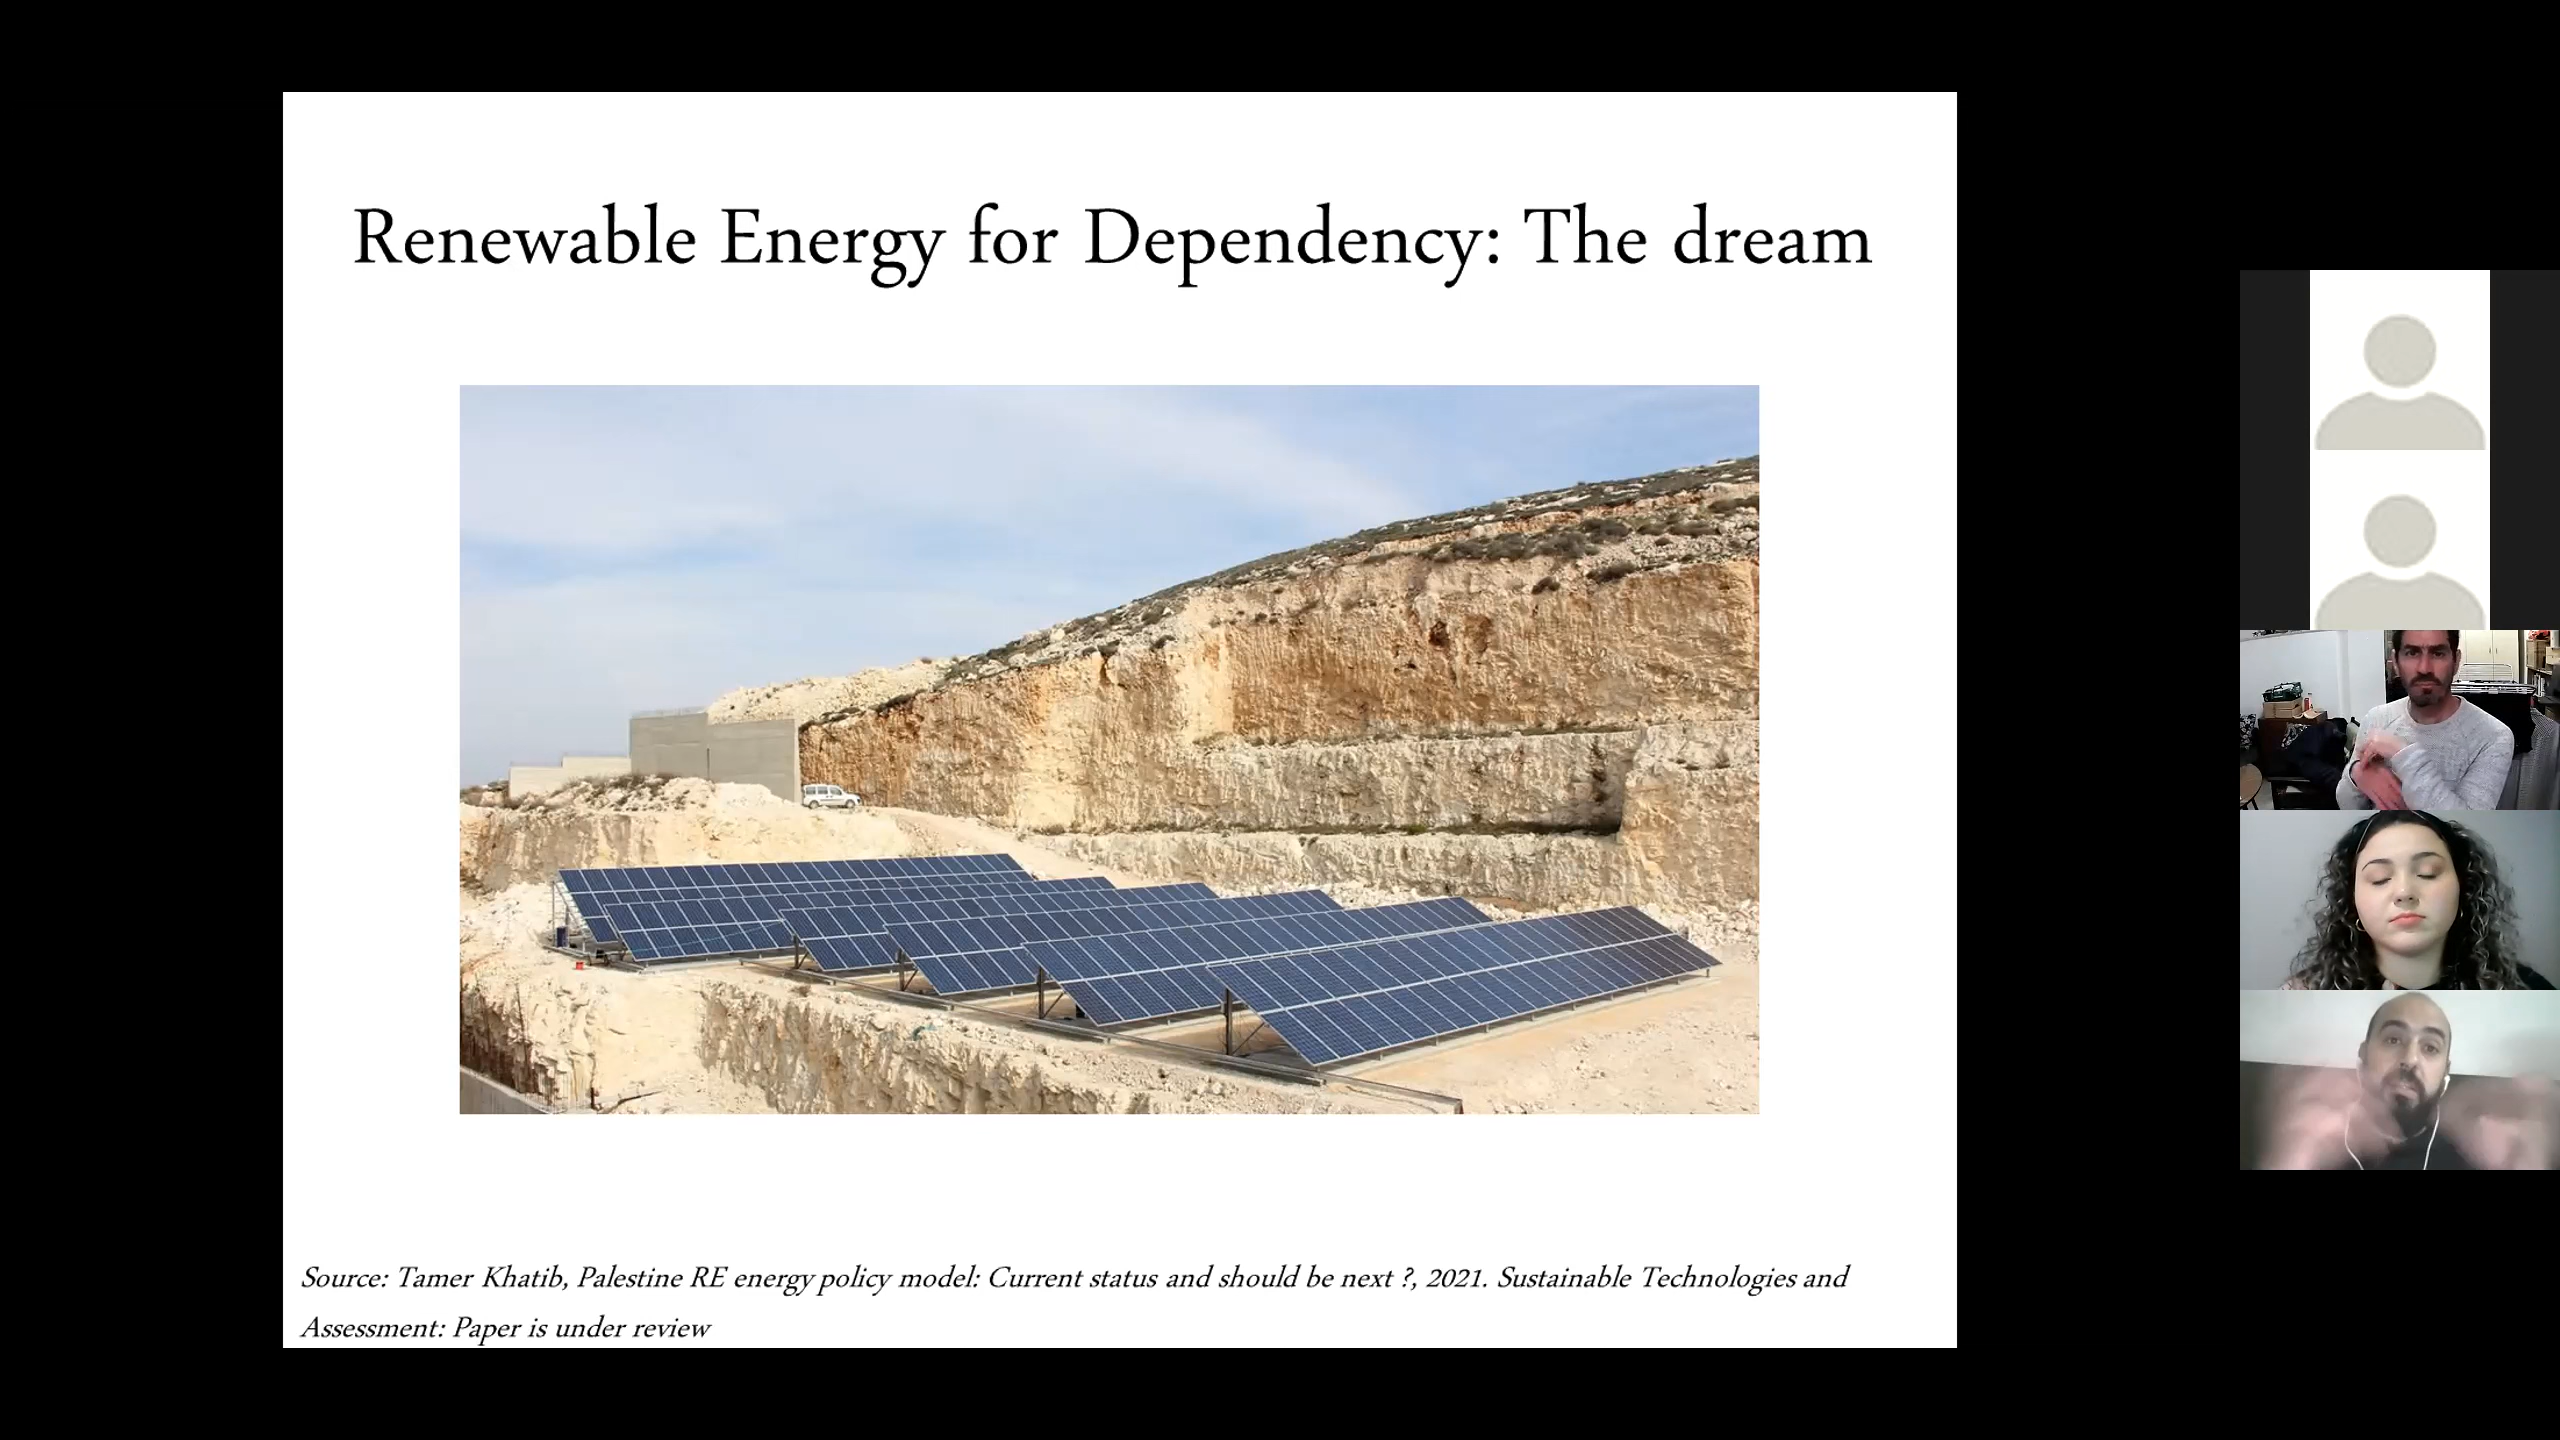 Renewable Energy for Dependency: The dream
Source: Tamer Khatib, Palestine RE energy policy model: Current status and should be next ?, 2021. Sustainable Technologies and
Assessment: Paper is under review